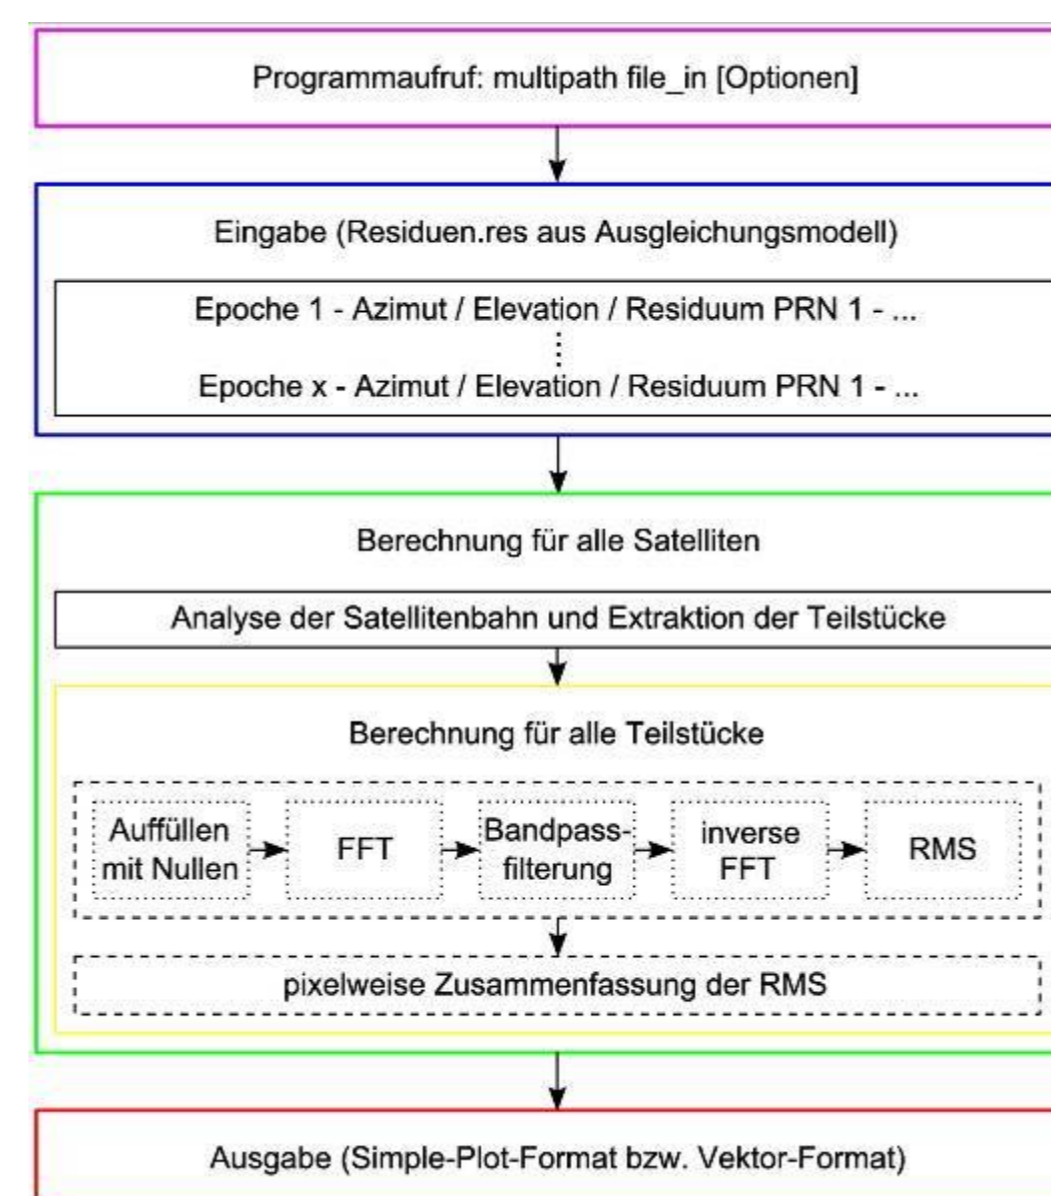 Programmaufruf: multipath file_in [Optionen]
Eingabe (Residuen.res aus Ausgleichungsmodell)
Epoche 1 - Azimut / Elevation / Residuum PRN 1 - ...
Epoche x - Azimut / Elevation / Residuum PRN 1 - ...
Berechnung für alle Satelliten
Analyse der Satellitenbahn und Extraktion der Teilstücke
Berechnung für alle Teilstücke
Auffüllen
mit Nullen
FFT
Bandpass-
filterung
inverse
FFT
RMS
pixelweise Zusammenfassung der RMS
Ausgabe (Simple-Plot-Format bzw. Vektor-Format)